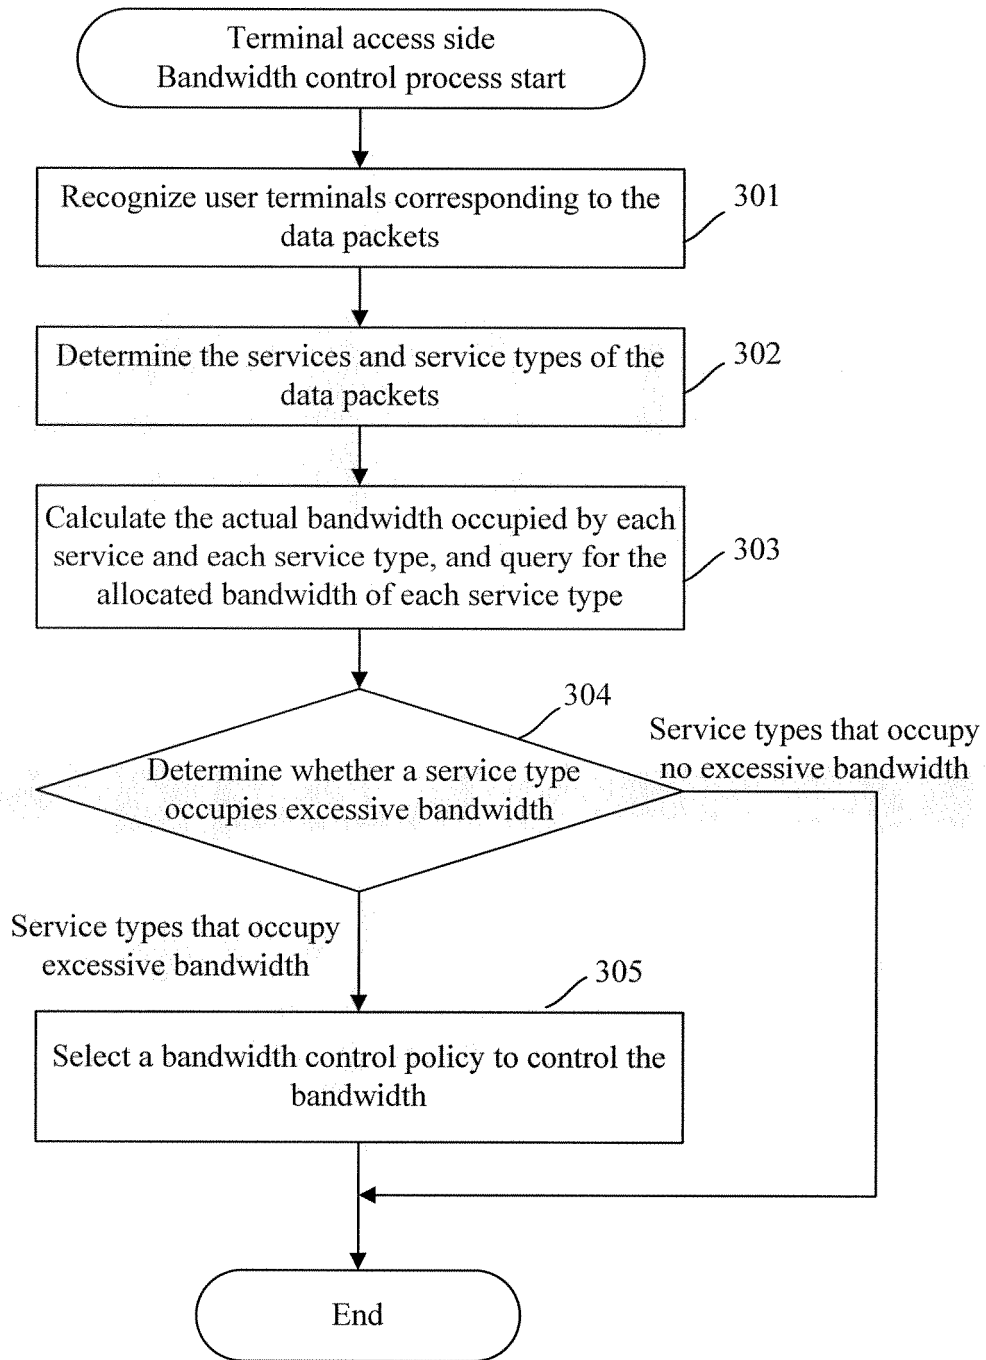 Terminal access side
Bandwidth control process start
Recognize user terminals corresponding to the
data packets
301
Determine the services and service types of the
data packets
302
Calculate the actual bandwidth occupied by each
service and each service type, and query for the
allocated bandwidth of each service type
303
304
Determine whether a service type
occupies excessive bandwidth
Service types that occupy
no excessive bandwidth
Service types that occupy
excessive bandwidth
305
Select a bandwidth control policy to control the
bandwidth
End